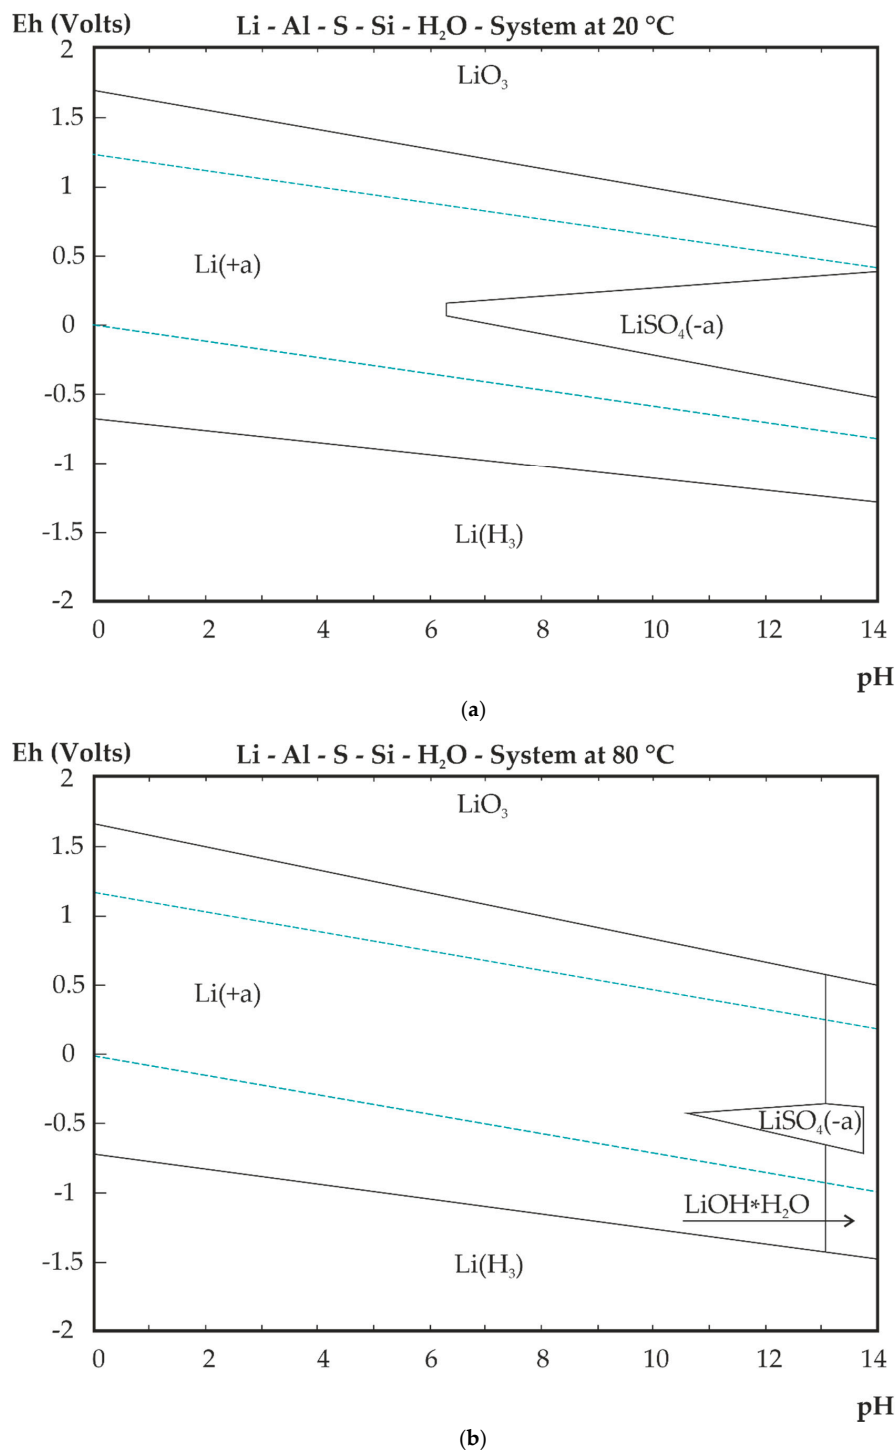 Eh (Volts) Li - Al - S - Si - H₂O - System at 20 °C
2
LiO₃
1.5
1
0.5
Li(+a)
LiSO₄(-a)
0
-0.5
-1
Li(H₃)
-1.5
-2
0 2 4 6 8 10 12 14
pH
(a)
Eh (Volts) Li - Al - S - Si - H₂O - System at 80 °C
2
LiO₃
1.5
1
0.5
Li(+a)
0
-0.5
LiSO₄(-a)
-1
LiOH*H₂O
Li(H₃)
-1.5
-2
0 2 4 6 8 10 12 14
pH
(b)